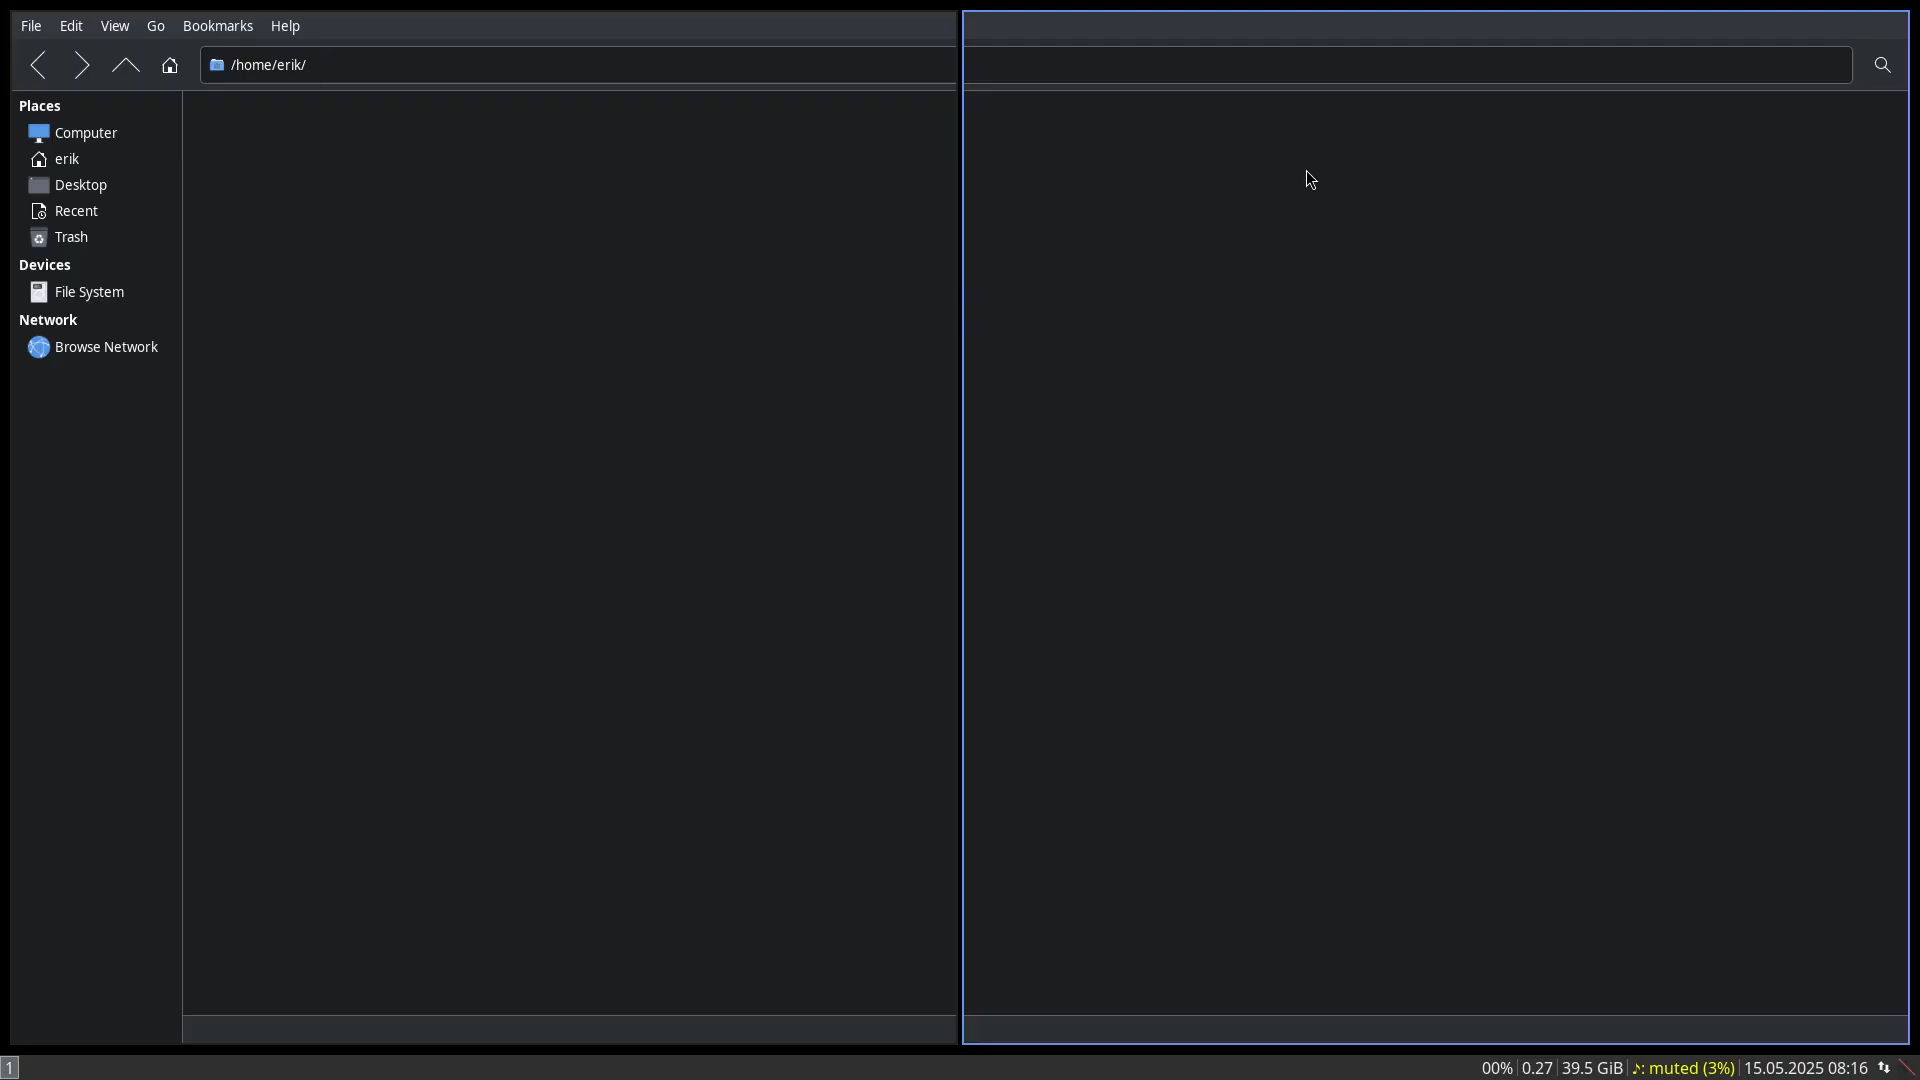 File Edit View Go Bookmarks Help
/home/erik/
Places
Computer
erik
Desktop
Recent
Trash
Devices
File System
Network
Browse Network
1 00% 0.27 39.5 GiB ♪: muted (3%) 15.05.2025 08:16